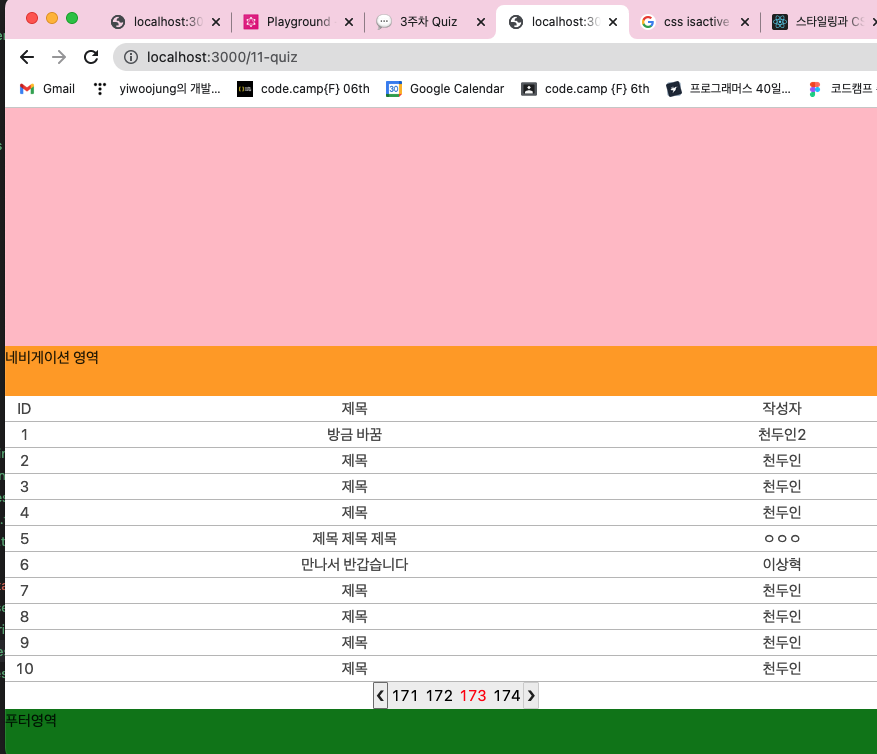 localhost:30 Playground 3주차 Quiz localhost:30 css isactive 스타일링과 CS
localhost:3000/11-quiz
Gmail yiwoojung의 개발... code.camp{F} 06th Google Calendar code.camp {F} 6th 프로그래머스 40일... 코드캠프
네비게이션 영역
ID 제목 작성자
1 방금 바꿈 천두인2
2 제목 천두인
3 제목 천두인
4 제목 천두인
5 제목 제목 제목 ㅇㅇㅇ
6 만나서 반갑습니다 이상혁
7 제목 천두인
8 제목 천두인
9 제목 천두인
10 제목 천두인
❮ 171 172 173 174 ❯
푸터영역